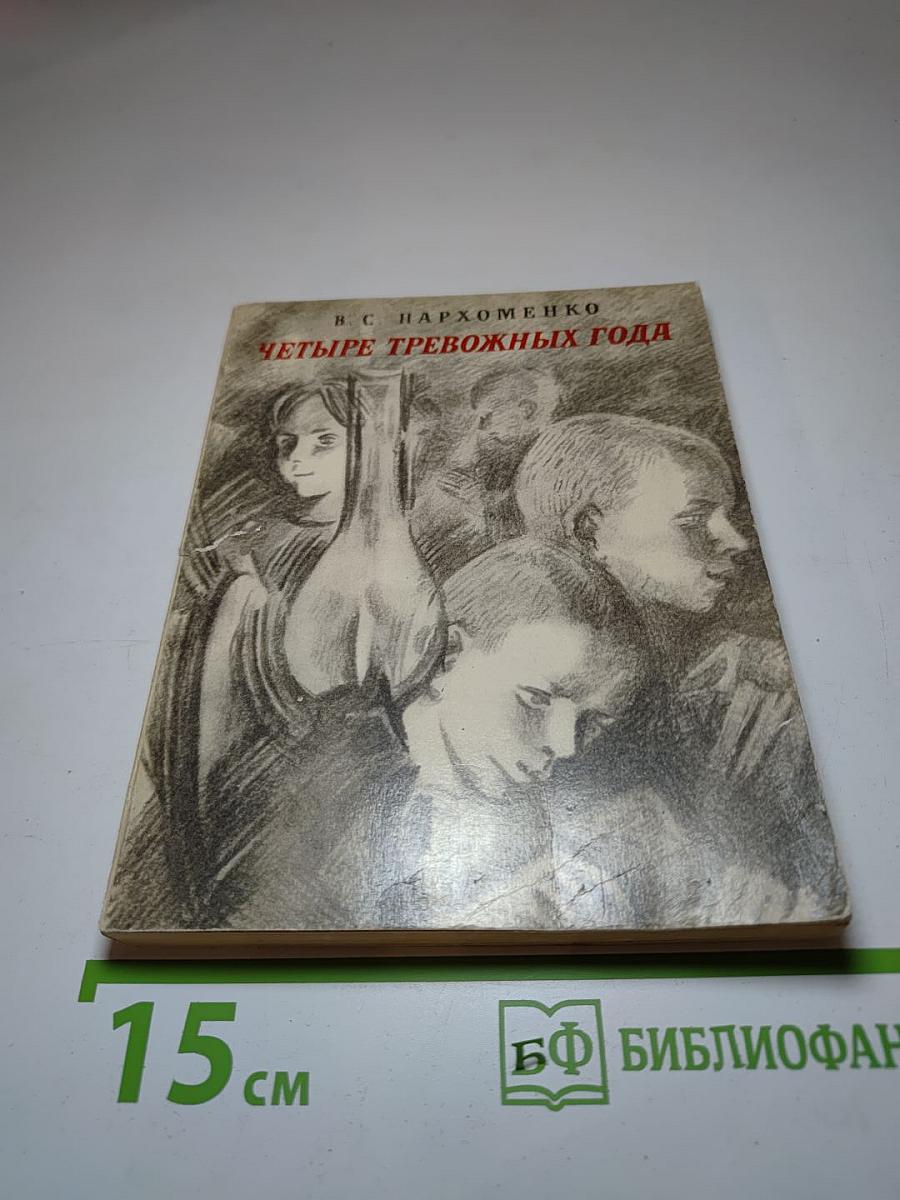 В. С. ПАРХОМЕНКО
ЧЕТЫРЕ ТРЕВОЖНЫХ ГОДА
15 см
БФ БИБЛИОФАН